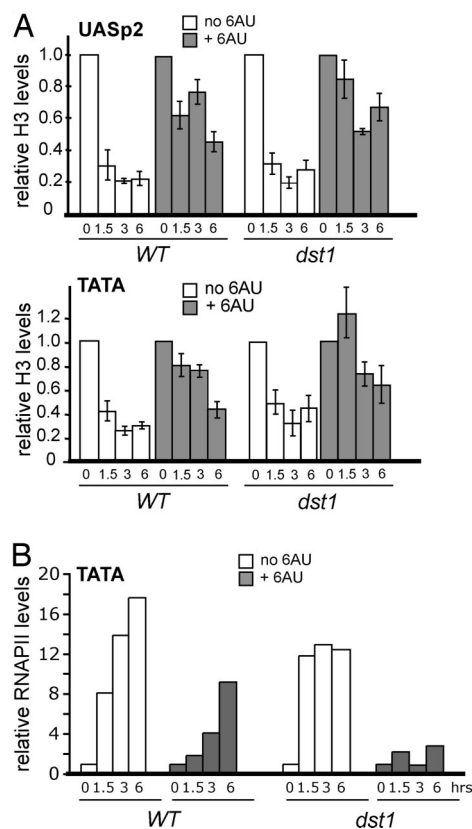 A
UASp2
no 6AU
+ 6AU
relative H3 levels
1.0
0.8
0.6
0.4
0.2
0
0 1.5 3 6 0 1.5 3 6 0 1.5 3 6 0 1.5 3 6
WT dst1
TATA
no 6AU
+ 6AU
relative H3 levels
1.2
1.0
0.8
0.6
0.4
0.2
0
0 1.5 3 6 0 1.5 3 6 0 1.5 3 6 0 1.5 3 6
WT dst1
B
TATA
no 6AU
+ 6AU
relative RNAPII levels
20
16
12
8
4
0
0 1.5 3 6 0 1.5 3 6 0 1.5 3 6 0 1.5 3 6 hrs
WT dst1